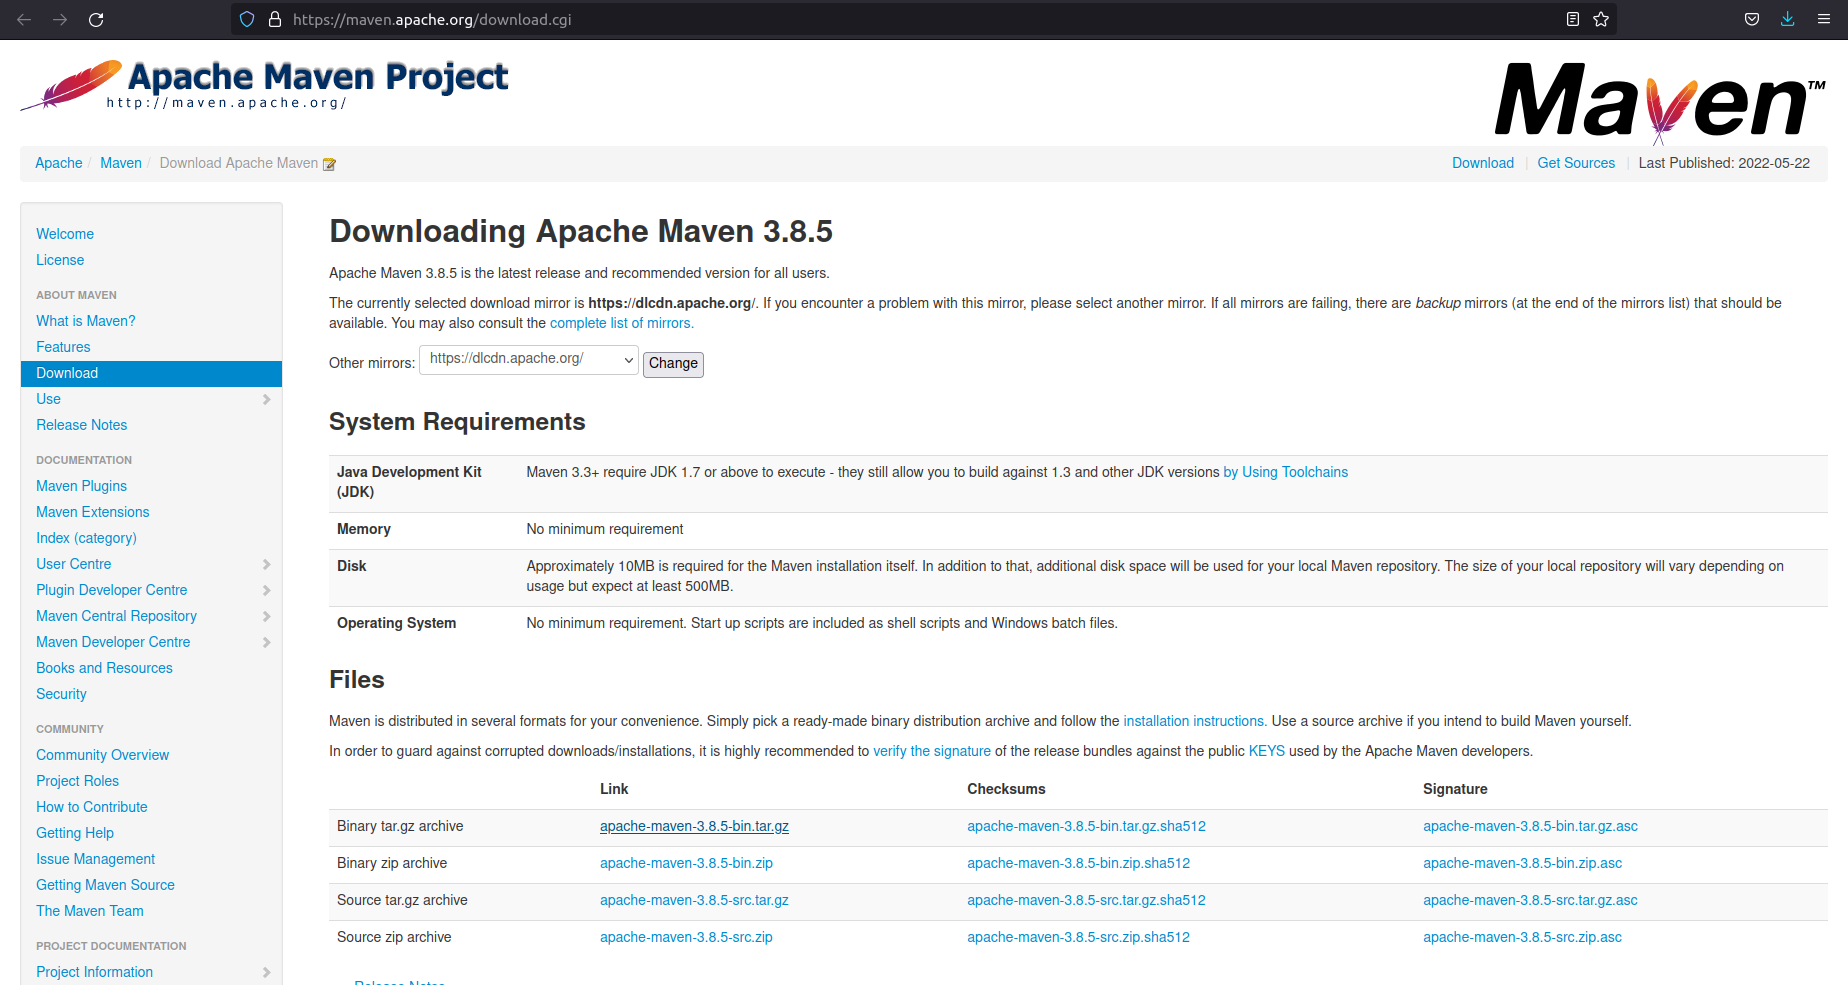 https://maven.apache.org/download.cgi
Apache Maven Project
http://maven.apache.org/
Maven™
Apache / Maven / Download Apache Maven
Download | Get Sources | Last Published: 2022-05-22
Welcome
License
ABOUT MAVEN
What is Maven?
Features
Download
Use
Release Notes
DOCUMENTATION
Maven Plugins
Maven Extensions
Index (category)
User Centre
Plugin Developer Centre
Maven Central Repository
Maven Developer Centre
Books and Resources
Security
COMMUNITY
Community Overview
Project Roles
How to Contribute
Getting Help
Issue Management
Getting Maven Source
The Maven Team
PROJECT DOCUMENTATION
Project Information
Downloading Apache Maven 3.8.5
Apache Maven 3.8.5 is the latest release and recommended version for all users.
The currently selected download mirror is https://dlcdn.apache.org/. If you encounter a problem with this mirror, please select another mirror. If all mirrors are failing, there are backup mirrors (at the end of the mirrors list) that should be
available. You may also consult the complete list of mirrors.
Other mirrors: https://dlcdn.apache.org/ Change
System Requirements
Java Development Kit Maven 3.3+ require JDK 1.7 or above to execute - they still allow you to build against 1.3 and other JDK versions by Using Toolchains
(JDK)
Memory No minimum requirement
Disk Approximately 10MB is required for the Maven installation itself. In addition to that, additional disk space will be used for your local Maven repository. The size of your local repository will vary depending on
usage but expect at least 500MB.
Operating System No minimum requirement. Start up scripts are included as shell scripts and Windows batch files.
Files
Maven is distributed in several formats for your convenience. Simply pick a ready-made binary distribution archive and follow the installation instructions. Use a source archive if you intend to build Maven yourself.
In order to guard against corrupted downloads/installations, it is highly recommended to verify the signature of the release bundles against the public KEYS used by the Apache Maven developers.
Link Checksums Signature
Binary tar.gz archive apache-maven-3.8.5-bin.tar.gz apache-maven-3.8.5-bin.tar.gz.sha512 apache-maven-3.8.5-bin.tar.gz.asc
Binary zip archive apache-maven-3.8.5-bin.zip apache-maven-3.8.5-bin.zip.sha512 apache-maven-3.8.5-bin.zip.asc
Source tar.gz archive apache-maven-3.8.5-src.tar.gz apache-maven-3.8.5-src.tar.gz.sha512 apache-maven-3.8.5-src.tar.gz.asc
Source zip archive apache-maven-3.8.5-src.zip apache-maven-3.8.5-src.zip.sha512 apache-maven-3.8.5-src.zip.asc
Release Notes